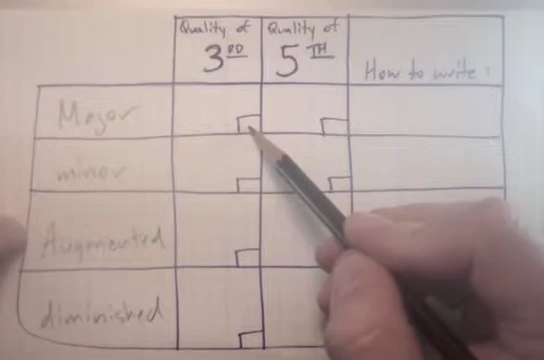 Quality of
3RD
Quality of
5TH
How to write:
Major
minor
Augmented
diminished